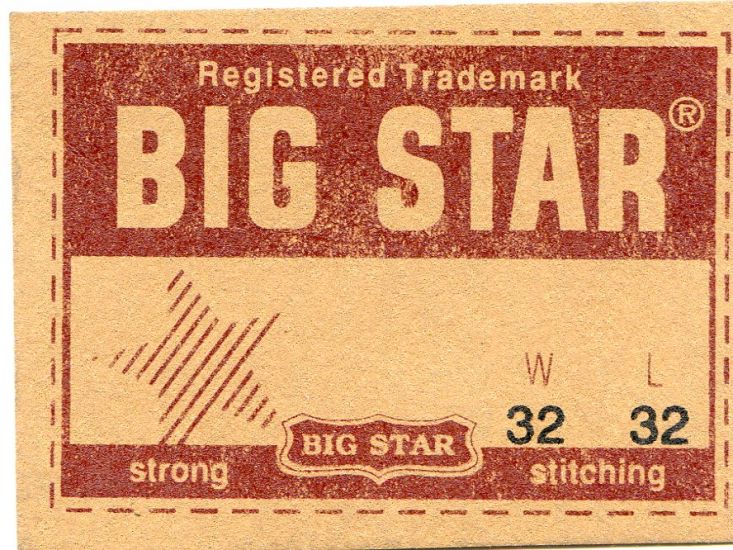 Registered Trademark
BIG STAR®
W L
32 32
BIG STAR
strong stitching